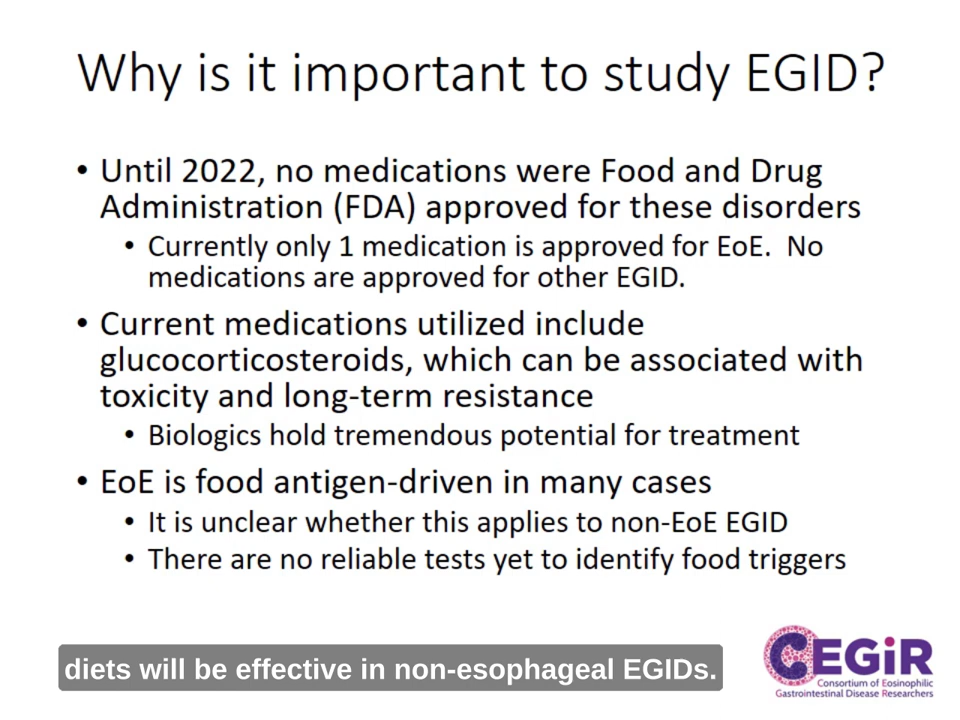 Why is it important to study EGID?
• Until 2022, no medications were Food and Drug
Administration (FDA) approved for these disorders
• Currently only 1 medication is approved for EoE.  No
medications are approved for other EGID.
• Current medications utilized include
glucocorticosteroids, which can be associated with
toxicity and long-term resistance
• Biologics hold tremendous potential for treatment
• EoE is food antigen-driven in many cases
• It is unclear whether this applies to non-EoE EGID
• There are no reliable tests yet to identify food triggers
diets will be effective in non-esophageal EGIDs.
CEGiR
Consortium of Eosinophilic
Gastrointestinal Disease Researchers